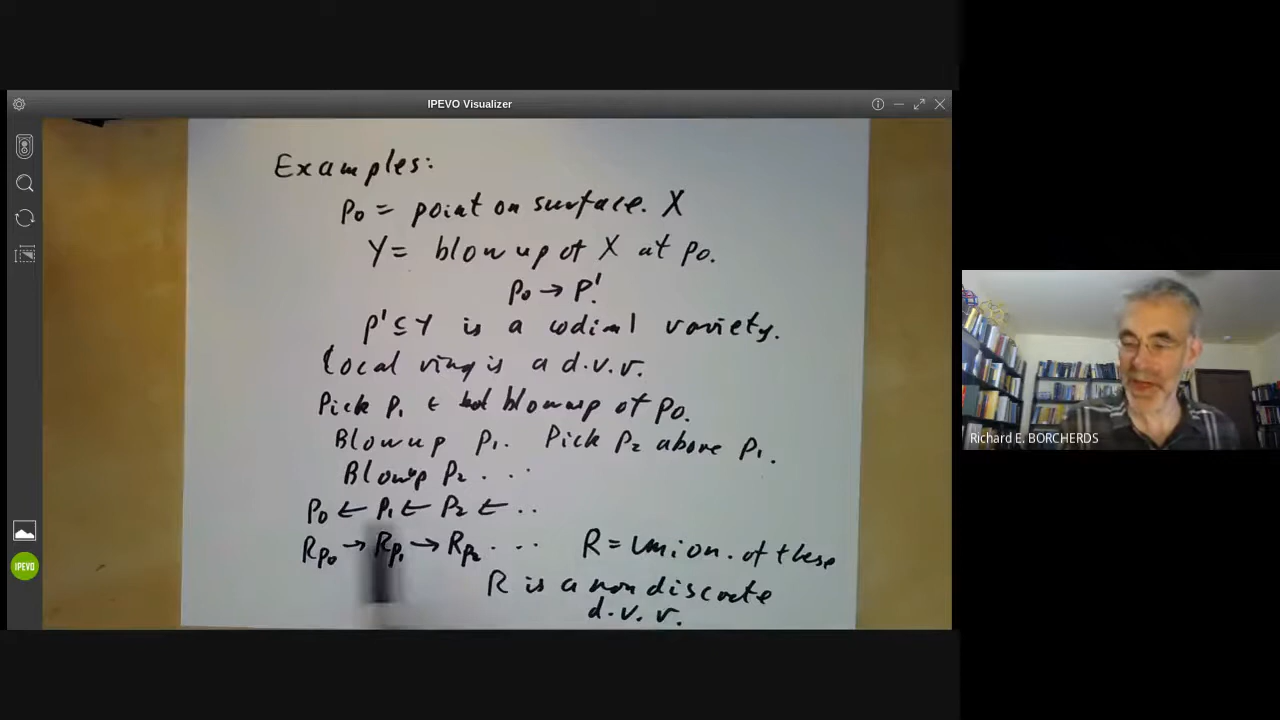 IPEVO Visualizer
Examples:
p₀ = point on surface. X
Y = blow up of X at p₀.
p₀ → P'.
P' ⊆ Y is a codim 1 variety.
Local ring is a d.v.r.
Pick p₁ ∈ blowup of p₀.
Blowup p₁. Pick p₂ above p₁.
Blowup p₂ . . .
p₀ ← p₁ ← p₂ ← ..
R_p₀ → R_p₁ → R_p₂ . . . R = Union. of these
R is a non discrete
d.v.r.
IPEVO
Richard E. BORCHERDS